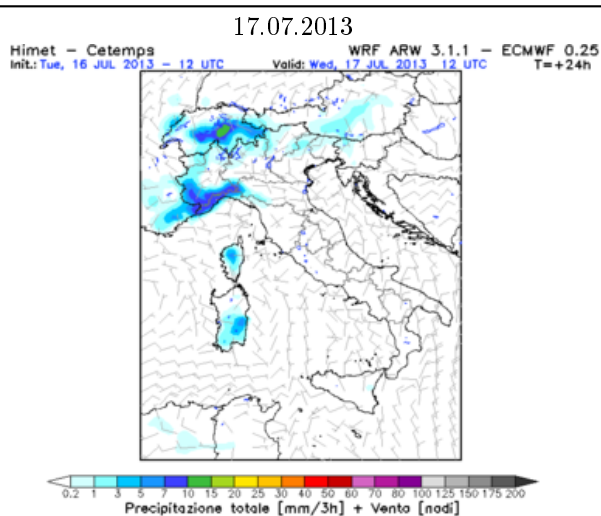 17.07.2013
Himet - Cetemps WRF ARW 3.1.1 - ECMWF 0.25
Init.: Tue, 16 JUL 2013 - 12 UTC Valid: Wed, 17 JUL 2013 12 UTC T=+24h
0.2 1 3 5 7 10 15 20 25 30 40 50 60 70 80 100 125 150 175 200
Precipitazione totale [mm/3h] + Vento [nodi]